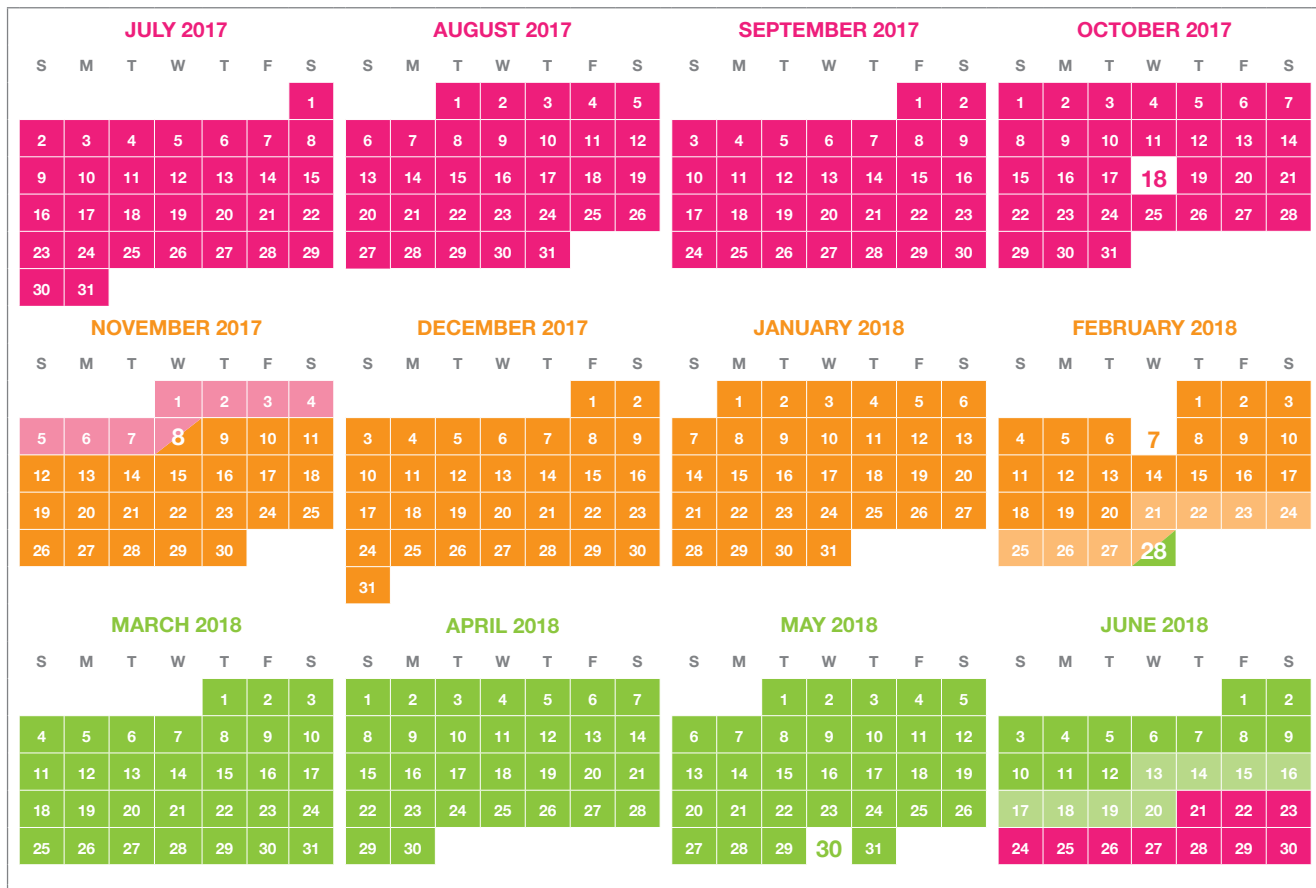 JULY 2017 AUGUST 2017 SEPTEMBER 2017 OCTOBER 2017
S M T W T F S S M T W T F S S M T W T F S S M T W T F S
1 1 2 3 4 5 1 2 1 2 3 4 5 6 7
2 3 4 5 6 7 8 6 7 8 9 10 11 12 3 4 5 6 7 8 9 8 9 10 11 12 13 14
9 10 11 12 13 14 15 13 14 15 16 17 18 19 10 11 12 13 14 15 16 15 16 17 18 19 20 21
16 17 18 19 20 21 22 20 21 22 23 24 25 26 17 18 19 20 21 22 23 22 23 24 25 26 27 28
23 24 25 26 27 28 29 27 28 29 30 31 24 25 26 27 28 29 30 29 30 31
30 31
NOVEMBER 2017 DECEMBER 2017 JANUARY 2018 FEBRUARY 2018
S M T W T F S S M T W T F S S M T W T F S S M T W T F S
1 2 3 4 1 2 1 2 3 4 5 6 1 2 3
5 6 7 8 9 10 11 3 4 5 6 7 8 9 7 8 9 10 11 12 13 4 5 6 7 8 9 10
12 13 14 15 16 17 18 10 11 12 13 14 15 16 14 15 16 17 18 19 20 11 12 13 14 15 16 17
19 20 21 22 23 24 25 17 18 19 20 21 22 23 21 22 23 24 25 26 27 18 19 20 21 22 23 24
26 27 28 29 30 24 25 26 27 28 29 30 28 29 30 31 25 26 27 28
31
MARCH 2018 APRIL 2018 MAY 2018 JUNE 2018
S M T W T F S S M T W T F S S M T W T F S S M T W T F S
1 2 3 1 2 3 4 5 6 7 1 2 3 4 5 1 2
4 5 6 7 8 9 10 8 9 10 11 12 13 14 6 7 8 9 10 11 12 3 4 5 6 7 8 9
11 12 13 14 15 16 17 15 16 17 18 19 20 21 13 14 15 16 17 18 19 10 11 12 13 14 15 16
18 19 20 21 22 23 24 22 23 24 25 26 27 28 20 21 22 23 24 25 26 17 18 19 20 21 22 23
25 26 27 28 29 30 31 29 30 27 28 29 30 31 24 25 26 27 28 29 30